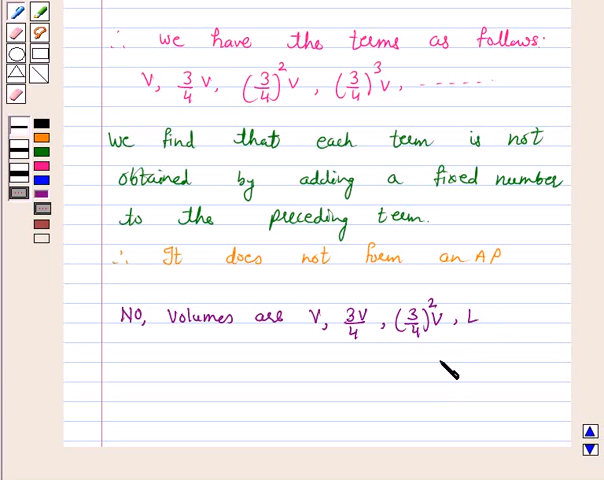 ∴ we have the terms as follows.
V, 3/4 V, (3/4)² V, (3/4)³ V, -------
We find that each term is not
obtained by adding a fixed number
to the preceding term.
∴ It does not form an AP
No, Volumes are V, 3V/4, (3/4)² V, L